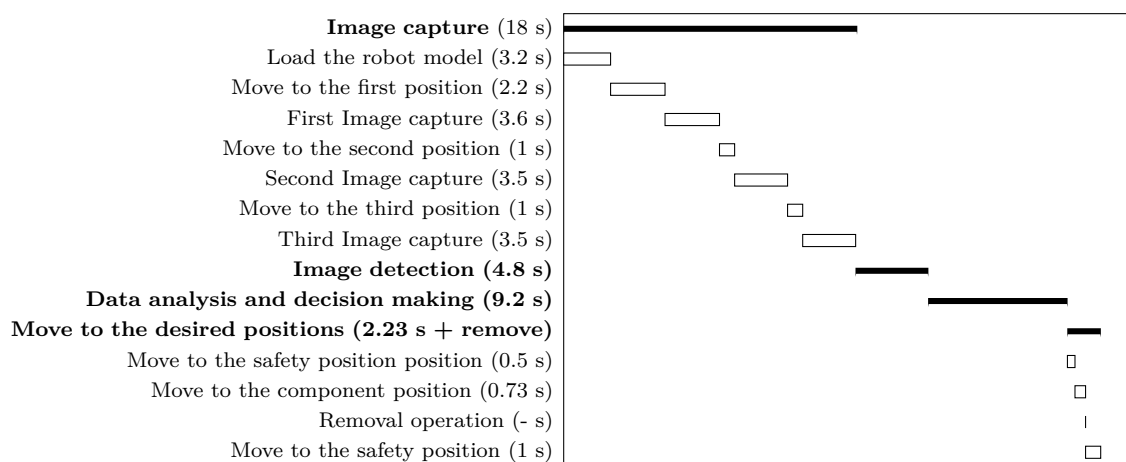 Image capture (18 s)
Load the robot model (3.2 s)
Move to the first position (2.2 s)
First Image capture (3.6 s)
Move to the second position (1 s)
Second Image capture (3.5 s)
Move to the third position (1 s)
Third Image capture (3.5 s)
Image detection (4.8 s)
Data analysis and decision making (9.2 s)
Move to the desired positions (2.23 s + remove)
Move to the safety position position (0.5 s)
Move to the component position (0.73 s)
Removal operation (- s)
Move to the safety position (1 s)